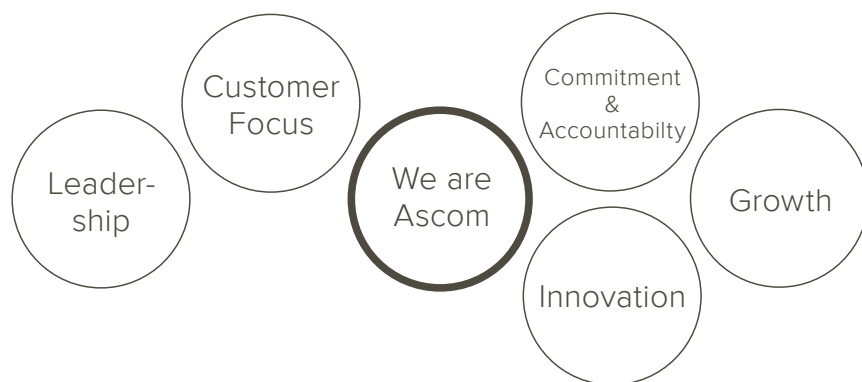 Leader-
ship
Customer
Focus
We are
Ascom
Commitment
&
Accountabilty
Innovation
Growth